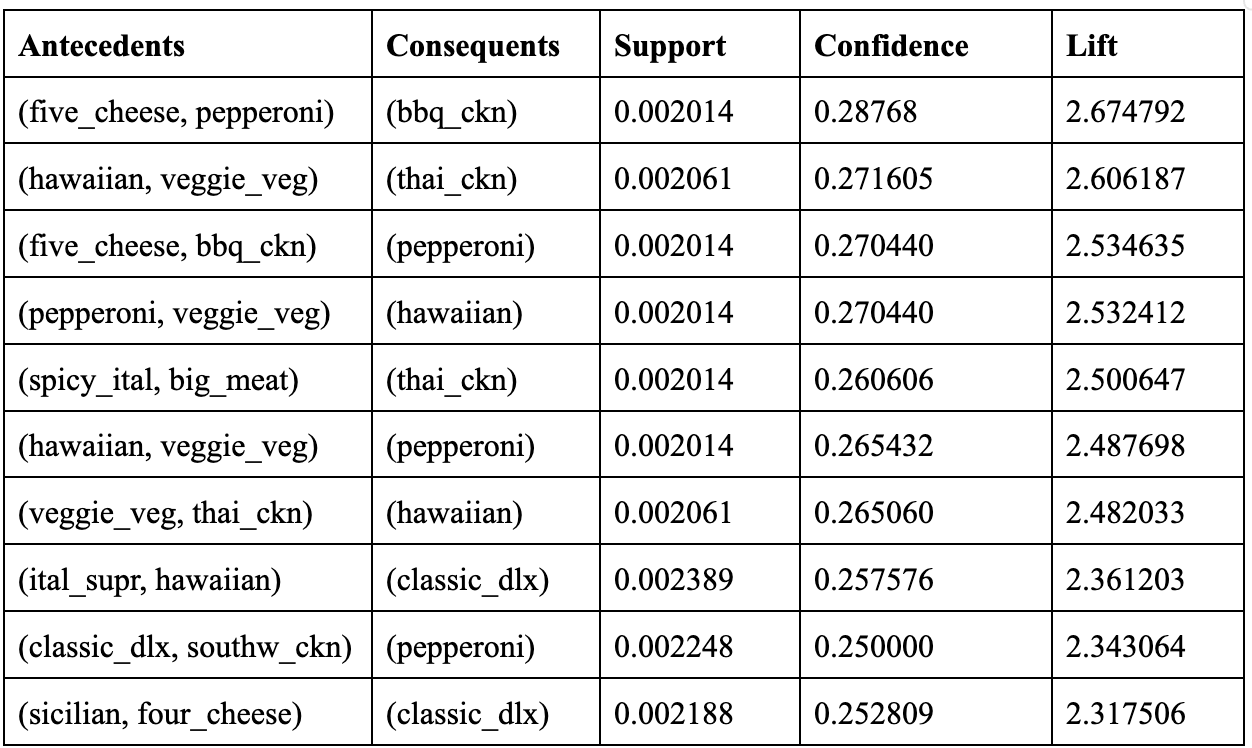 Antecedents Consequents Support Confidence Lift
(five_cheese, pepperoni) (bbq_ckn) 0.002014 0.28768 2.674792
(hawaiian, veggie_veg) (thai_ckn) 0.002061 0.271605 2.606187
(five_cheese, bbq_ckn) (pepperoni) 0.002014 0.270440 2.534635
(pepperoni, veggie_veg) (hawaiian) 0.002014 0.270440 2.532412
(spicy_ital, big_meat) (thai_ckn) 0.002014 0.260606 2.500647
(hawaiian, veggie_veg) (pepperoni) 0.002014 0.265432 2.487698
(veggie_veg, thai_ckn) (hawaiian) 0.002061 0.265060 2.482033
(ital_supr, hawaiian) (classic_dlx) 0.002389 0.257576 2.361203
(classic_dlx, southw_ckn) (pepperoni) 0.002248 0.250000 2.343064
(sicilian, four_cheese) (classic_dlx) 0.002188 0.252809 2.317506